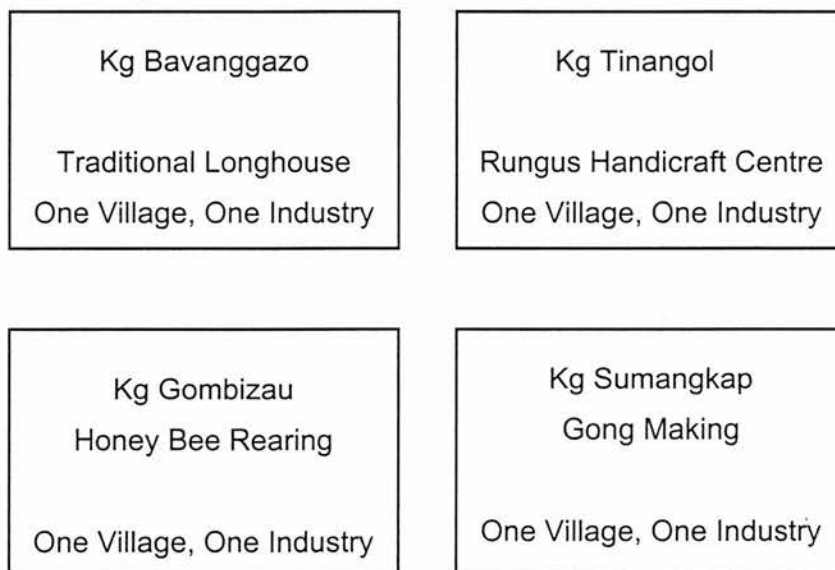 Kg Bavanggazo
Traditional Longhouse
One Village, One Industry
Kg Tinangol
Rungus Handicraft Centre
One Village, One Industry
Kg Gombizau
Honey Bee Rearing
One Village, One Industry
Kg Sumangkap
Gong Making
One Village, One Industry